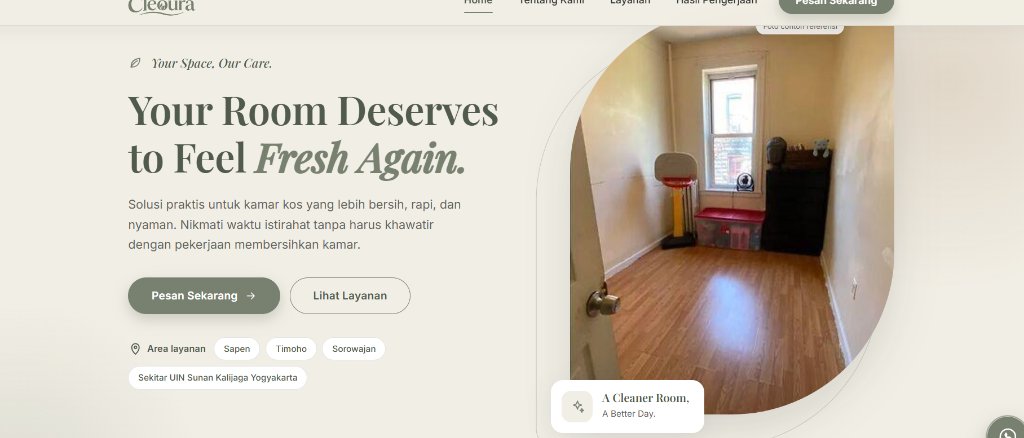 Cleoura
Home Tentang Kami Layanan Hasil Pengerjaan Pesan Sekarang
Foto contoh referensi
Your Space, Our Care.
Your Room Deserves
to Feel Fresh Again.
Solusi praktis untuk kamar kos yang lebih bersih, rapi, dan
nyaman. Nikmati waktu istirahat tanpa harus khawatir
dengan pekerjaan membersihkan kamar.
Pesan Sekarang → Lihat Layanan
Area layanan Sapen Timoho Sorowajan
Sekitar UIN Sunan Kalijaga Yogyakarta
A Cleaner Room,
A Better Day.